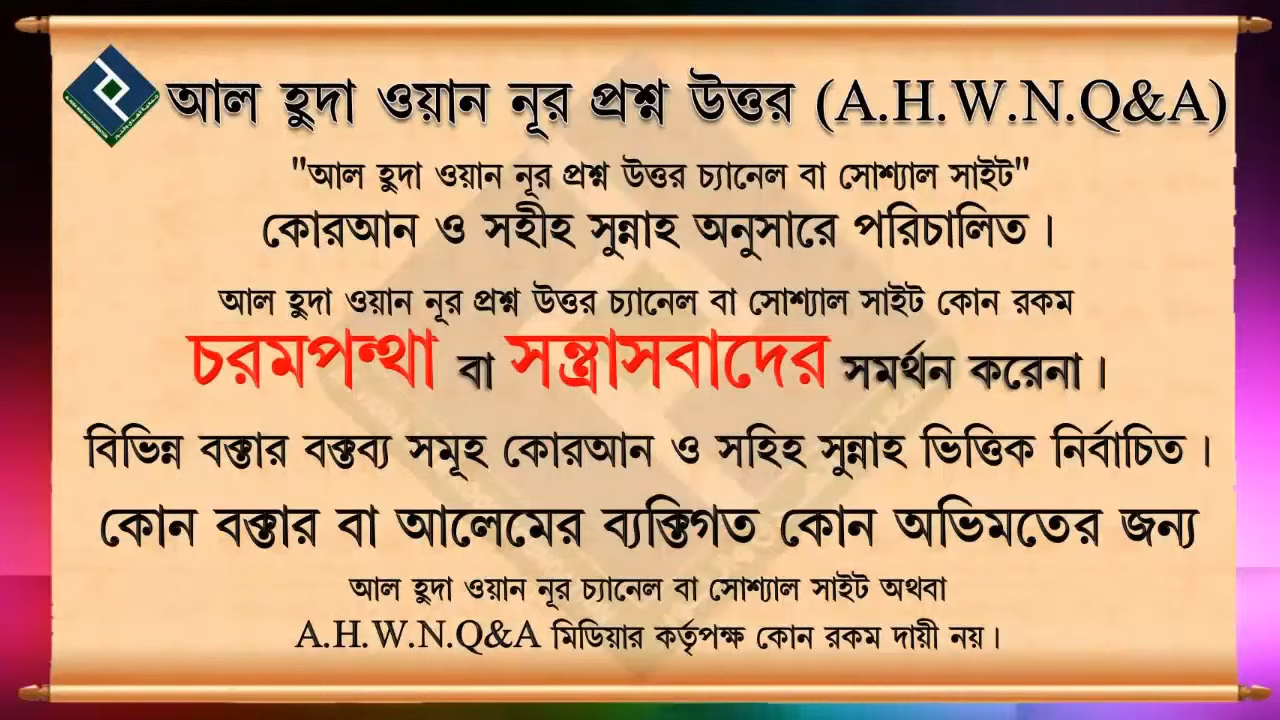 আল হুদা ওয়ান নূর প্রশ্ন উত্তর (A.H.W.N.Q&A)
"আল হুদা ওয়ান নূর প্রশ্ন উত্তর চ্যানেল বা সোশ্যাল সাইট"
কোরআন ও সহীহ সুন্নাহ অনুসারে পরিচালিত।
আল হুদা ওয়ান নূর প্রশ্ন উত্তর চ্যানেল বা সোশ্যাল সাইট কোন রকম
চরমপন্থা বা সন্ত্রাসবাদের সমর্থন করেনা।
বিভিন্ন বক্তার বক্তব্য সমূহ কোরআন ও সহিহ সুন্নাহ ভিত্তিক নির্বাচিত।
কোন বক্তার বা আলেমের ব্যক্তিগত কোন অভিমতের জন্য
আল হুদা ওয়ান নূর চ্যানেল বা সোশ্যাল সাইট অথবা
A.H.W.N.Q&A মিডিয়ার কর্তৃপক্ষ কোন রকম দায়ী নয়।